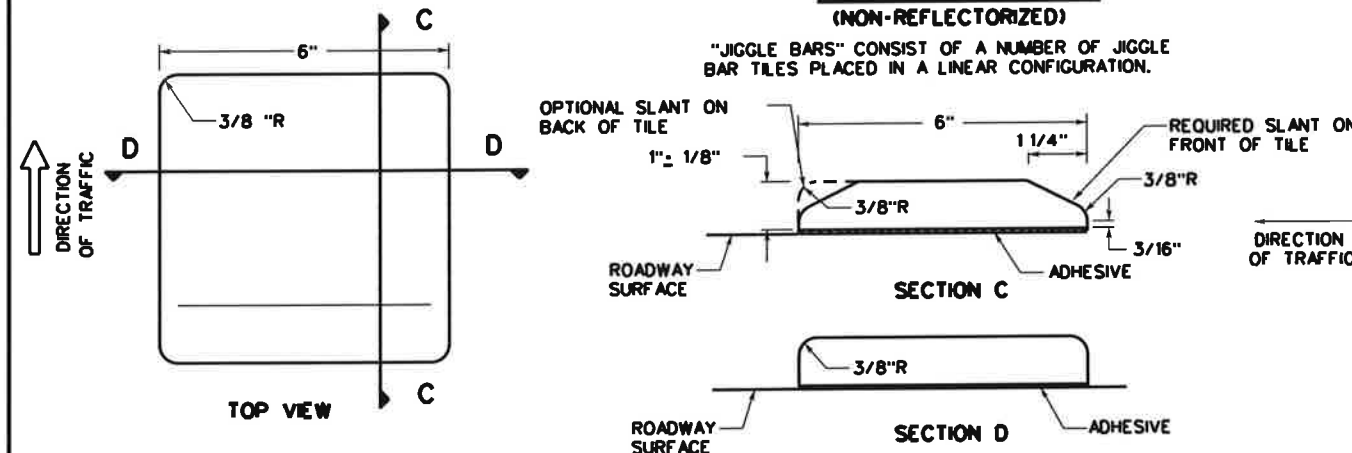 C
6"
3/8 "R
D
D
DIRECTION
OF TRAFFIC
C
TOP VIEW
(NON-REFLECTORIZED)
"JIGGLE BARS" CONSIST OF A NUMBER OF JIGGLE
BAR TILES PLACED IN A LINEAR CONFIGURATION.
OPTIONAL SLANT ON
BACK OF TILE
6"
1 1/4"
REQUIRED SLANT ON
FRONT OF TILE
1"± 1/8"
3/8"R
3/8"R
3/16"
DIRECTION
OF TRAFFIC
ROADWAY
SURFACE
ADHESIVE
SECTION C
3/8"R
ROADWAY
SURFACE
ADHESIVE
SECTION D